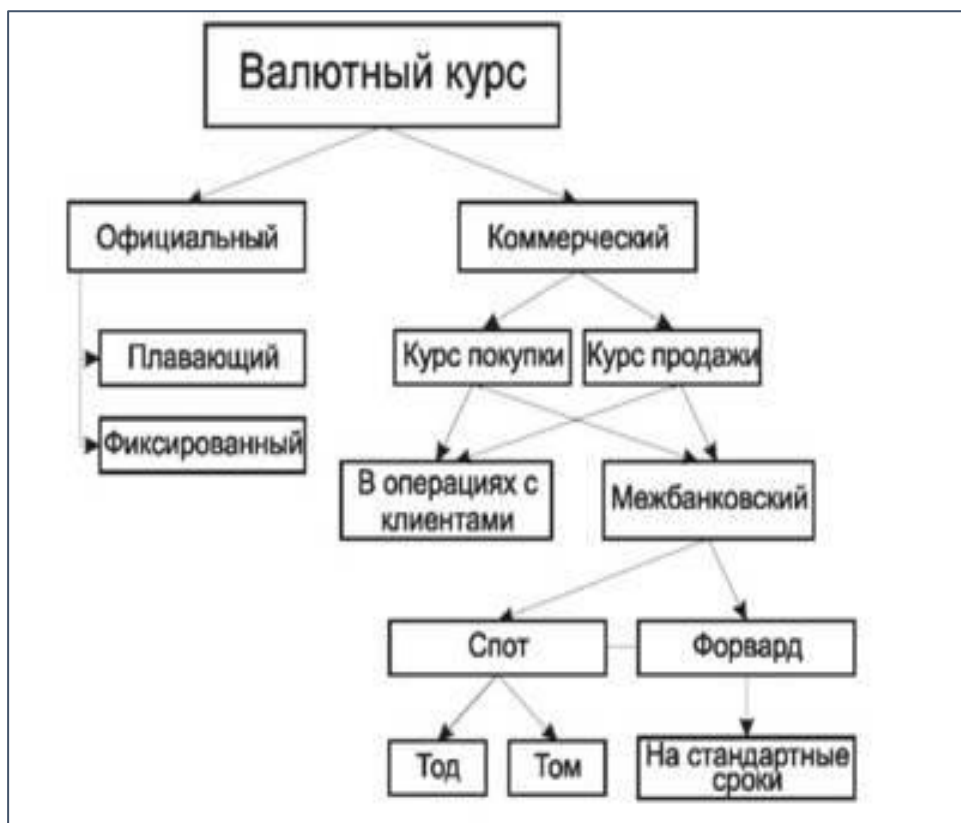 Валютный курс
Официальный
Коммерческий
Плавающий
Курс покупки
Курс продажи
Фиксированный
В операциях с
клиентами
Межбанковский
Спот
Форвард
Тод
Том
На стандартные
сроки